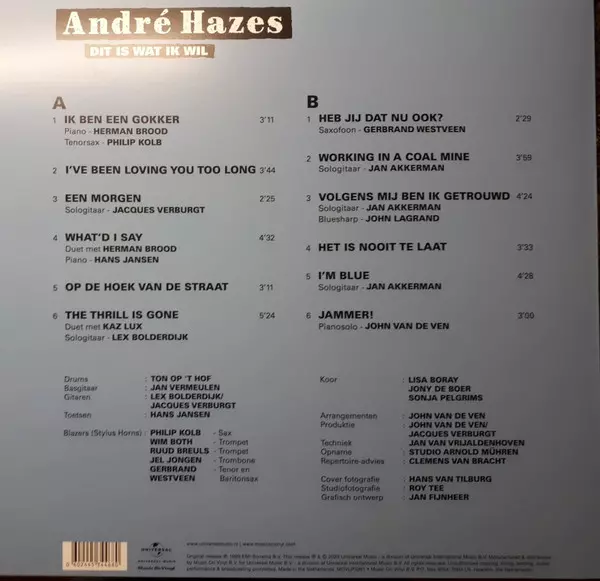 André Hazes
DIT IS WAT IK WIL
A
1 IK BEN EEN GOKKER 3'11
Piano - HERMAN BROOD
Tenorsax - PHILIP KOLB
2 I'VE BEEN LOVING YOU TOO LONG 3'44
3 EEN MORGEN 2'25
Sologitaar - JACQUES VERBURGT
4 WHAT'D I SAY 4'32
Duet met HERMAN BROOD
Piano - HANS JANSEN
5 OP DE HOEK VAN DE STRAAT 3'11
6 THE THRILL IS GONE 5'24
Duet met KAZ LUX
Sologitaar - LEX BOLDERDIJK
B
1 HEB JIJ DAT NU OOK? 2'29
Saxofoon - GERBRAND WESTVEEN
2 WORKING IN A COAL MINE 3'59
Sologitaar - JAN AKKERMAN
3 VOLGENS MIJ BEN IK GETROUWD 4'24
Sologitaar - JAN AKKERMAN
Bluesharp - JOHN LAGRAND
4 HET IS NOOIT TE LAAT 3'33
5 I'M BLUE 4'28
Sologitaar - JAN AKKERMAN
6 JAMMER! 3'00
Pianosolo - JOHN VAN DE VEN
Drums : TON OP 'T HOF
Basgitaar : JAN VERMEULEN
Gitaren : LEX BOLDERDIJK/
JACQUES VERBURGT
Toetsen : HANS JANSEN
Blazers (Stylus Horns) : PHILIP KOLB - Sax
WIM BOTH - Trompet
RUUD BREULS - Trompet
JEL JONGEN - Trombone
GERBRAND - Tenor en
WESTVEEN Baritonsax
Koor : LISA BORAY
JONY DE BOER
SONJA PELGRIMS
Arrangementen : JOHN VAN DE VEN
Produktie : JOHN VAN DE VEN/
JACQUES VERBURGT
Techniek : JAN VAN VRIJALDENHOVEN
Opname : STUDIO ARNOLD MÜHREN
Repertoire-advies : CLEMENS VAN BRACHT
Cover fotografie : HANS VAN TILBURG
Studiofotografie : ROY TEE
Grafisch ontwerp : JAN FIJNHEER
UNIVERSAL
Music On Vinyl